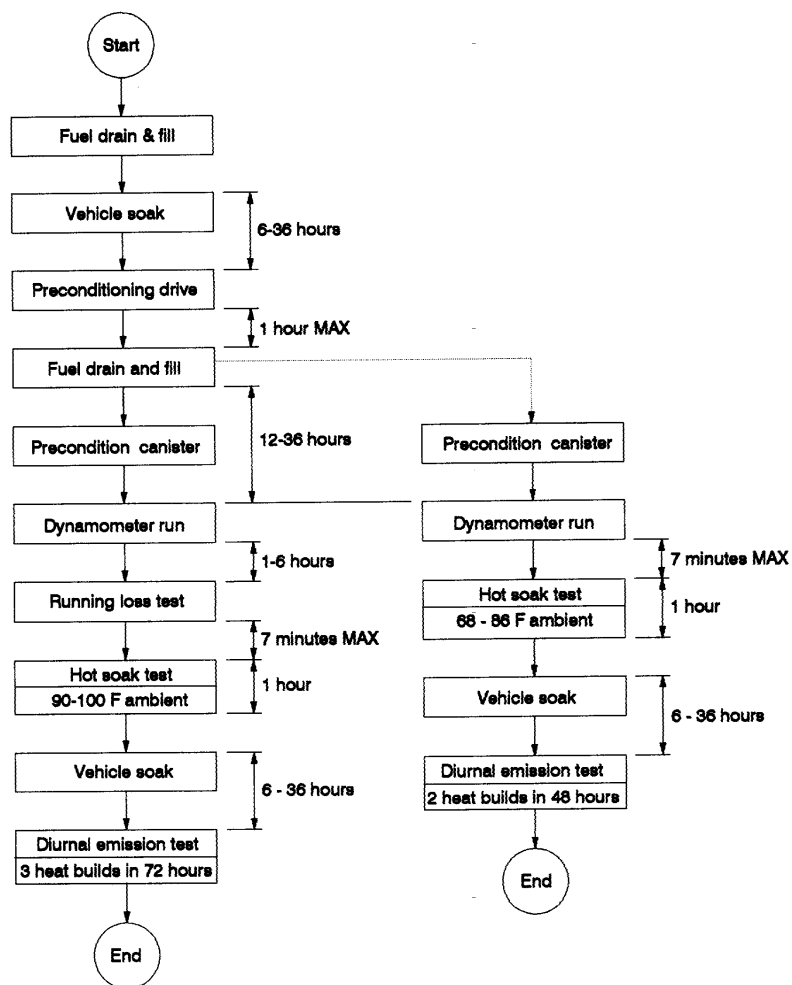 Start
Fuel drain & fill
Vehicle soak
6-36 hours
Preconditioning drive
1 hour MAX
Fuel drain and fill
12-36 hours
Precondition canister
Dynamometer run
1-6 hours
Running loss test
7 minutes MAX
Hot soak test
90-100 F ambient
1 hour
Vehicle soak
6 - 36 hours
Diurnal emission test
3 heat builds in 72 hours
End
Precondition canister
Dynamometer run
7 minutes MAX
Hot soak test
68 - 86 F ambient
1 hour
Vehicle soak
6 - 36 hours
Diurnal emission test
2 heat builds in 48 hours
End